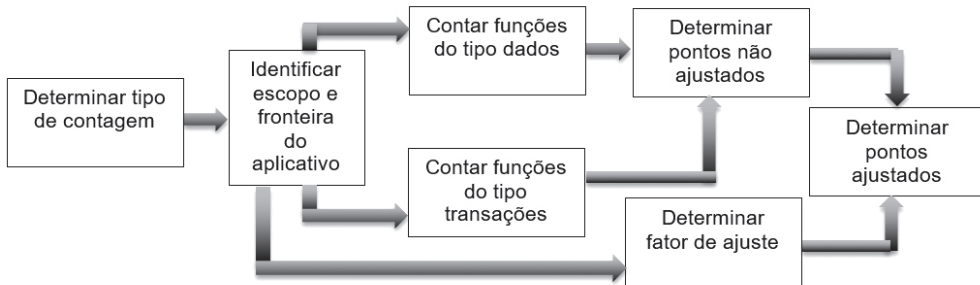 Determinar tipo
de contagem
Identificar
escopo e
fronteira
do
aplicativo
Contar funções
do tipo dados
Contar funções
do tipo
transações
Determinar
pontos não
ajustados
Determinar
fator de ajuste
Determinar
pontos
ajustados